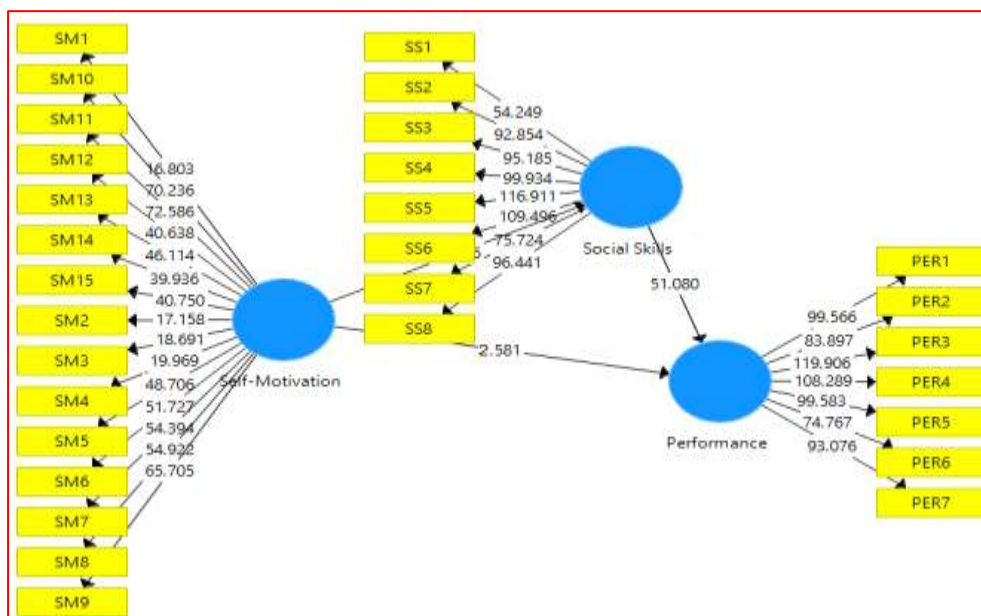 SM1
SM10
SM11
SM12
SM13
SM14
SM15
SM2
SM3
SM4
SM5
SM6
SM7
SM8
SM9
16.803
70.236
72.586
40.638
46.114
39.936
40.750
17.158
18.691
19.969
48.706
51.727
54.394
54.922
65.705
Self-Motivation
SS1
SS2
SS3
SS4
SS5
SS6
SS7
SS8
54.249
92.854
95.185
99.934
116.911
109.496
75.724
96.441
Social Skills
51.080
2.581
Performance
99.566
83.897
119.906
108.289
99.583
74.767
93.076
PER1
PER2
PER3
PER4
PER5
PER6
PER7